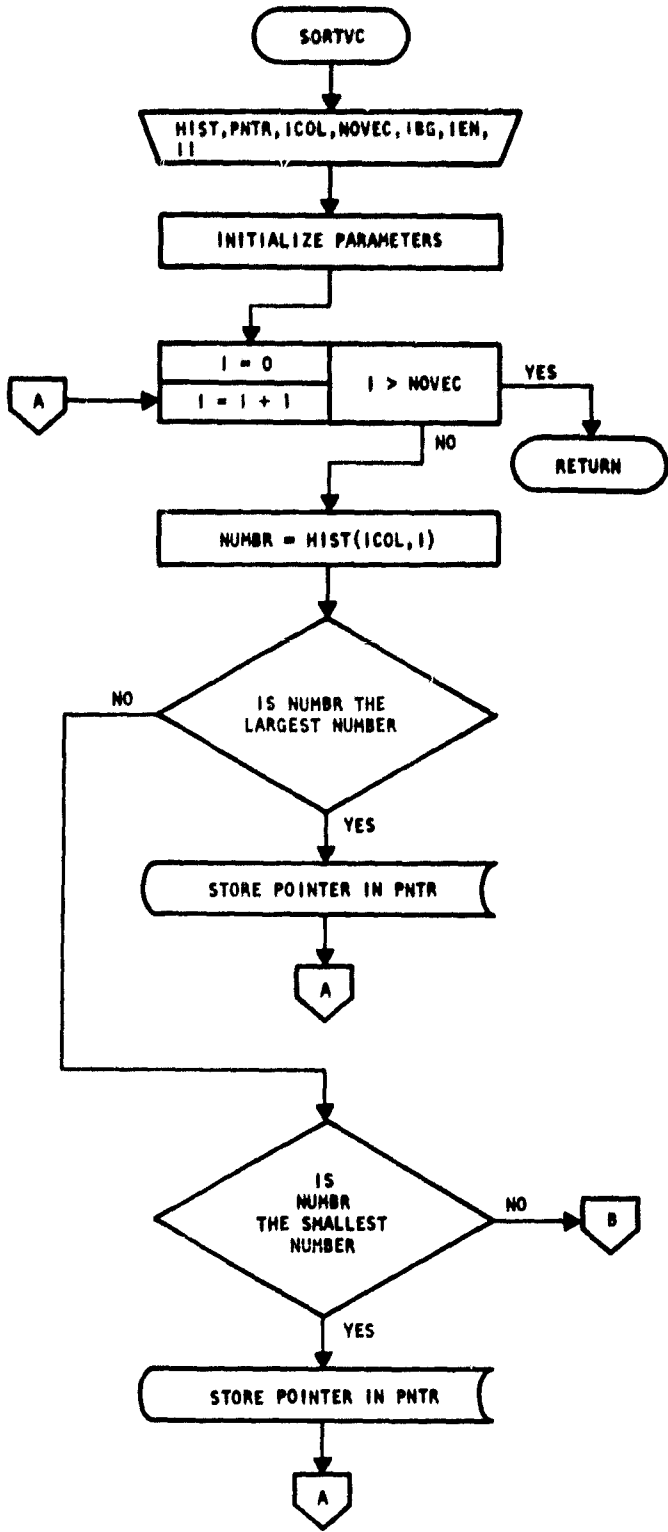 SORTVC
HIST,PNTR,ICOL,NOVEC,IBG,IEN,
II
INITIALIZE PARAMETERS
I = 0
I > NOVEC
YES
A
I = I + 1
NO
RETURN
NUMBR = HIST(ICOL,I)
NO
IS NUMBR THE
LARGEST NUMBER
YES
STORE POINTER IN PNTR
A
IS
NUMBR
THE SMALLEST
NUMBER
NO
B
YES
STORE POINTER IN PNTR
A